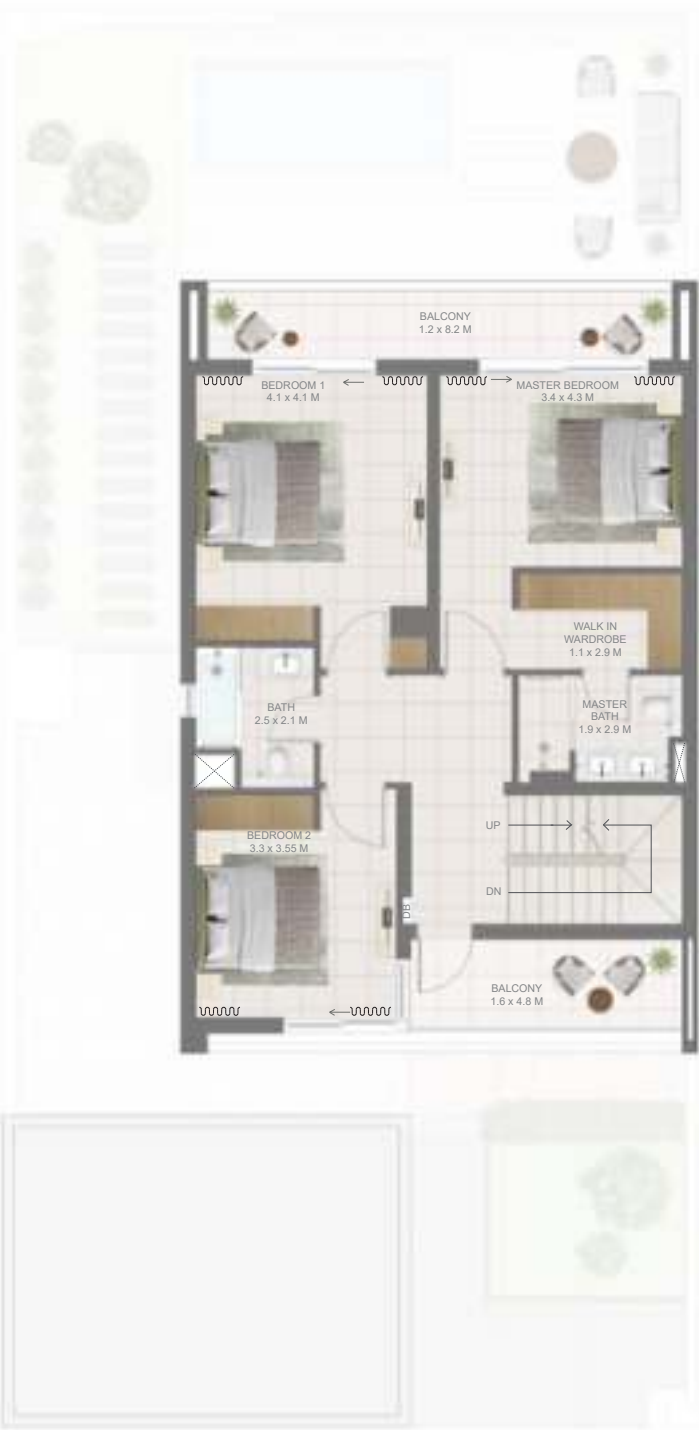 BALCONY
1.2 x 8.2 M
BEDROOM 1
4.1 x 4.1 M
MASTER BEDROOM
3.4 x 4.3 M
WALK IN
WARDROBE
1.1 x 2.9 M
BATH
2.5 x 2.1 M
MASTER
BATH
1.9 x 2.9 M
UP
BEDROOM 2
3.3 x 3.55 M
DN
DB
BALCONY
1.6 x 4.8 M